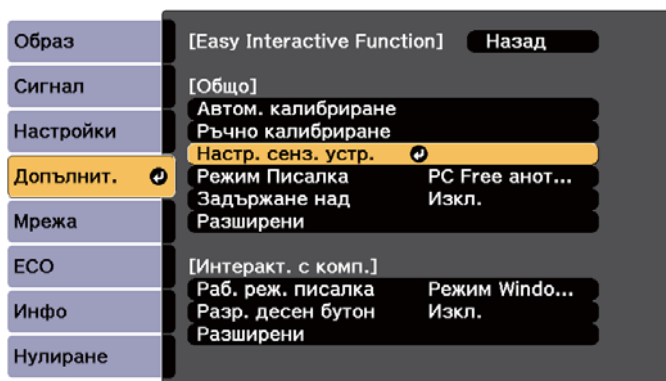 Образ
Сигнал
Настройки
Допълнит.
Мрежа
ECO
Инфо
Нулиране
[Easy Interactive Function] Назад
[Общо]
Автом. калибриране
Ръчно калибриране
Настр. сенз. устр.
Режим Писалка PC Free анот...
Задържане над Изкл.
Разширени
[Интеракт. с комп.]
Раб. реж. писалка Режим Windo...
Разр. десен бутон Изкл.
Разширени